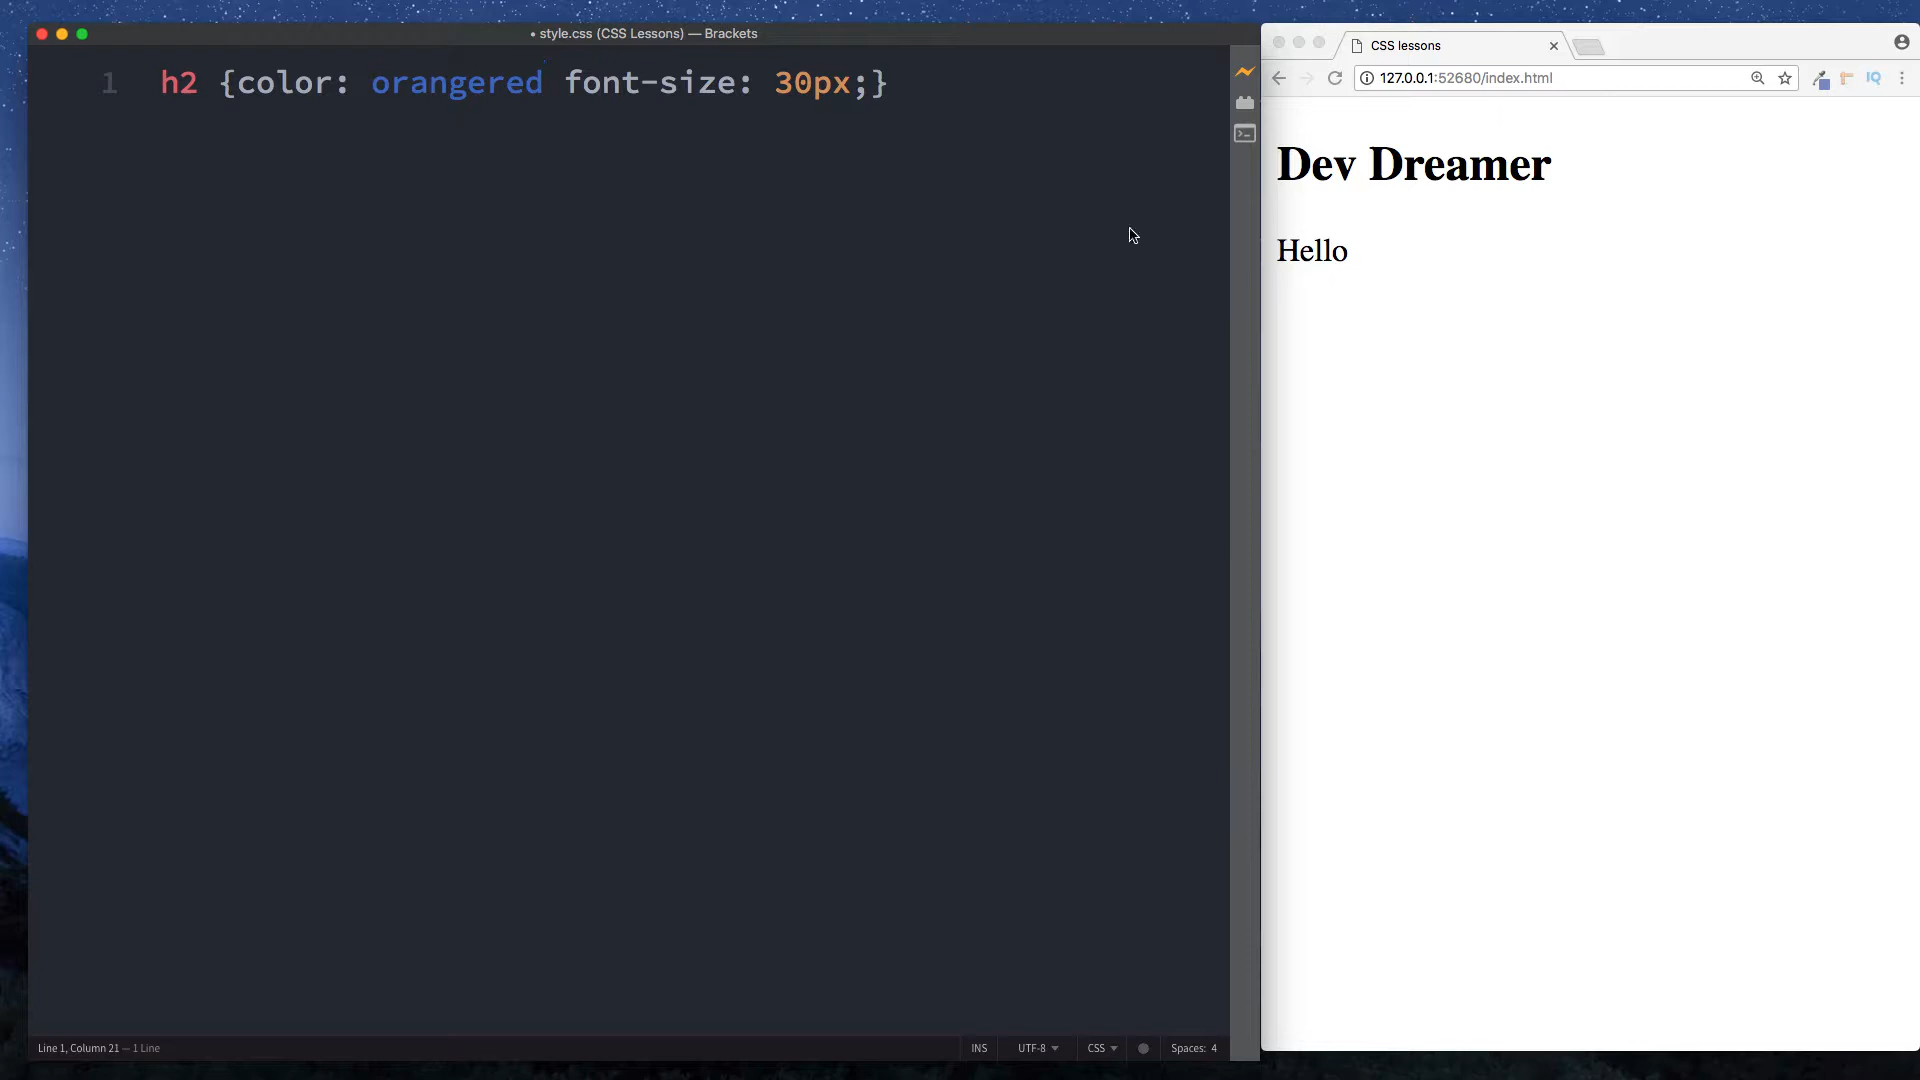 • style.css (CSS Lessons) — Brackets
1 h2 {color: orangered font-size: 30px;}
Line 1, Column 21 — 1 Line
INS
UTF-8
CSS
Spaces: 4
CSS lessons
127.0.0.1:52680/index.html
IQ
Dev Dreamer
Hello